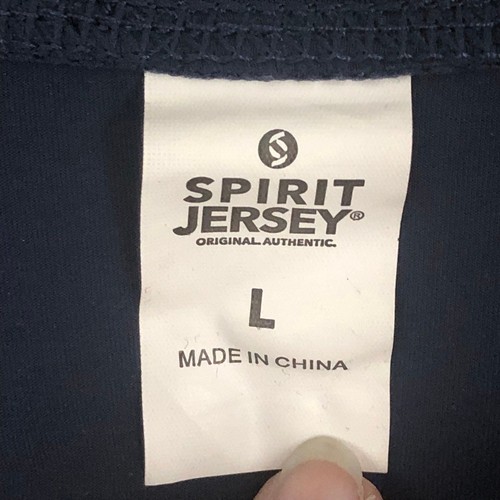 SPIRIT
JERSEY®
ORIGINAL. AUTHENTIC.
L
MADE IN CHINA